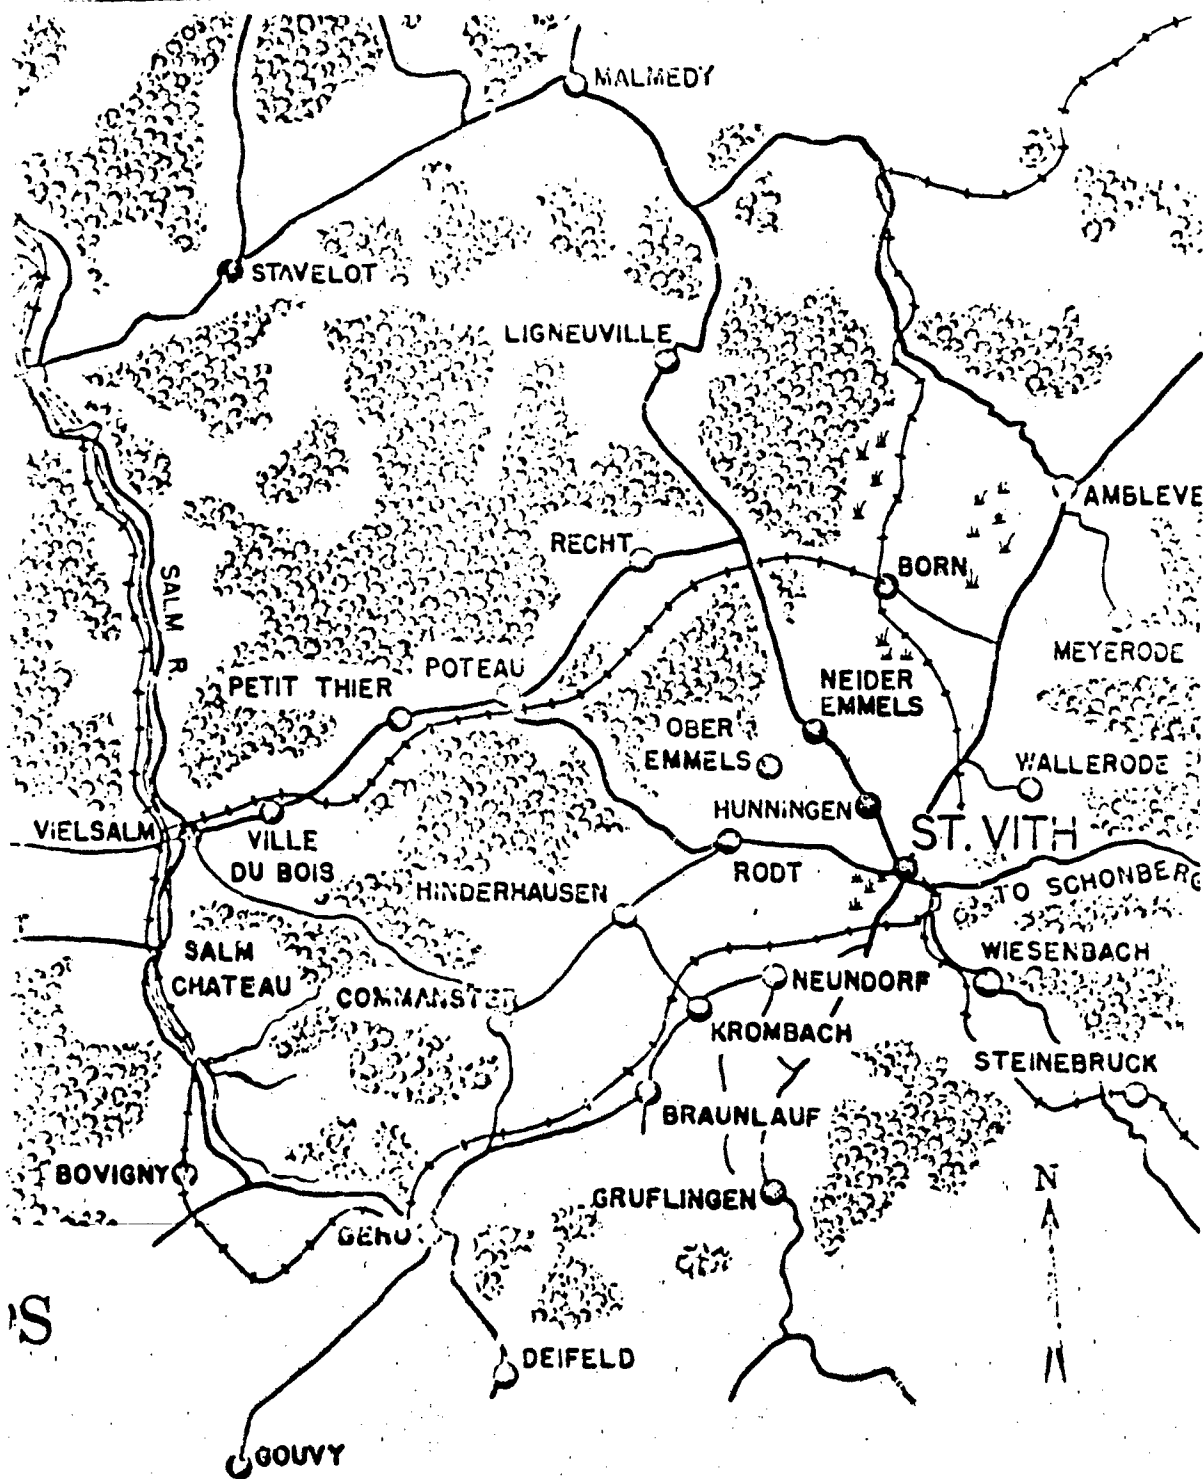 MALMEDY
STAVELOT
LIGNEUVILLE
AMBLEVE
RECHT
BORN
SALM R.
MEYERODE
POTEAU
PETIT THIER
NEIDER
EMMELS
OBER
EMMELS
WALLERODE
HUNNINGEN
VIELSALM
ST. VITH
VILLE
DU BOIS
RODT
HINDERHAUSEN
TO SCHONBERG
SALM
CHATEAU
WIESENBACH
COMMANSTER
NEUNDORF
KROMBACH
STEINEBRUCK
BRAUNLAUF
BOVIGNY
N
GRUFLINGEN
S
DEIFELD
GOUVY